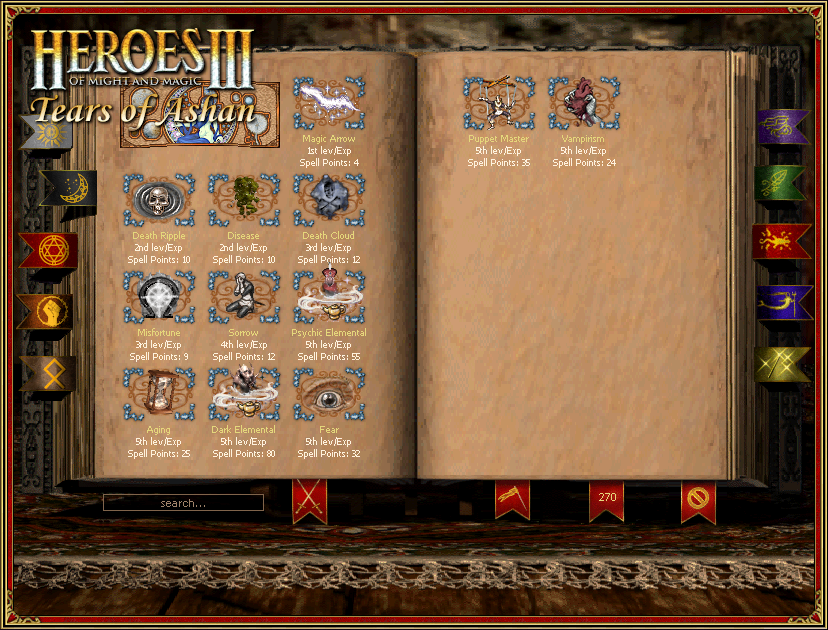 HEROES III
OF MIGHT AND MAGIC
Tears of Ashan
Magic Arrow
1st lev/Exp
Spell Points: 4
Death Ripple
2nd lev/Exp
Spell Points: 10
Disease
2nd lev/Exp
Spell Points: 10
Death Cloud
3rd lev/Exp
Spell Points: 12
Misfortune
3rd lev/Exp
Spell Points: 9
Sorrow
4th lev/Exp
Spell Points: 12
Psychic Elemental
5th lev/Exp
Spell Points: 55
Aging
5th lev/Exp
Spell Points: 25
Dark Elemental
5th lev/Exp
Spell Points: 80
Fear
5th lev/Exp
Spell Points: 32
Puppet Master
5th lev/Exp
Spell Points: 35
Vampirism
5th lev/Exp
Spell Points: 24
search...
270